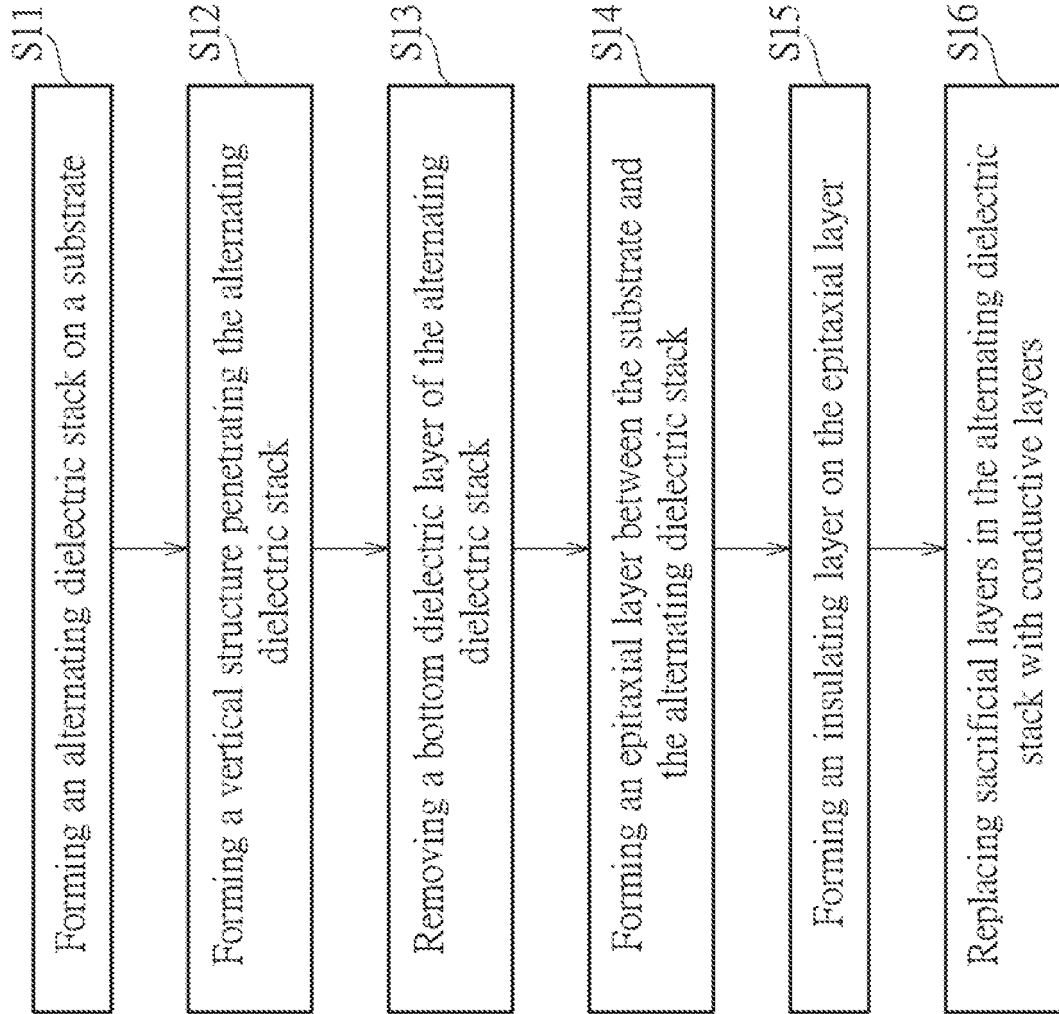 S11
Forming an alternating dielectric stack on a substrate
S12
Forming a vertical structure penetrating the alternating
dielectric stack
S13
Removing a bottom dielectric layer of the alternating
dielectric stack
S14
Forming an epitaxial layer between the substrate and
the alternating dielectric stack
S15
Forming an insulating layer on the epitaxial layer
S16
Replacing sacrificial layers in the alternating dielectric
stack with conductive layers